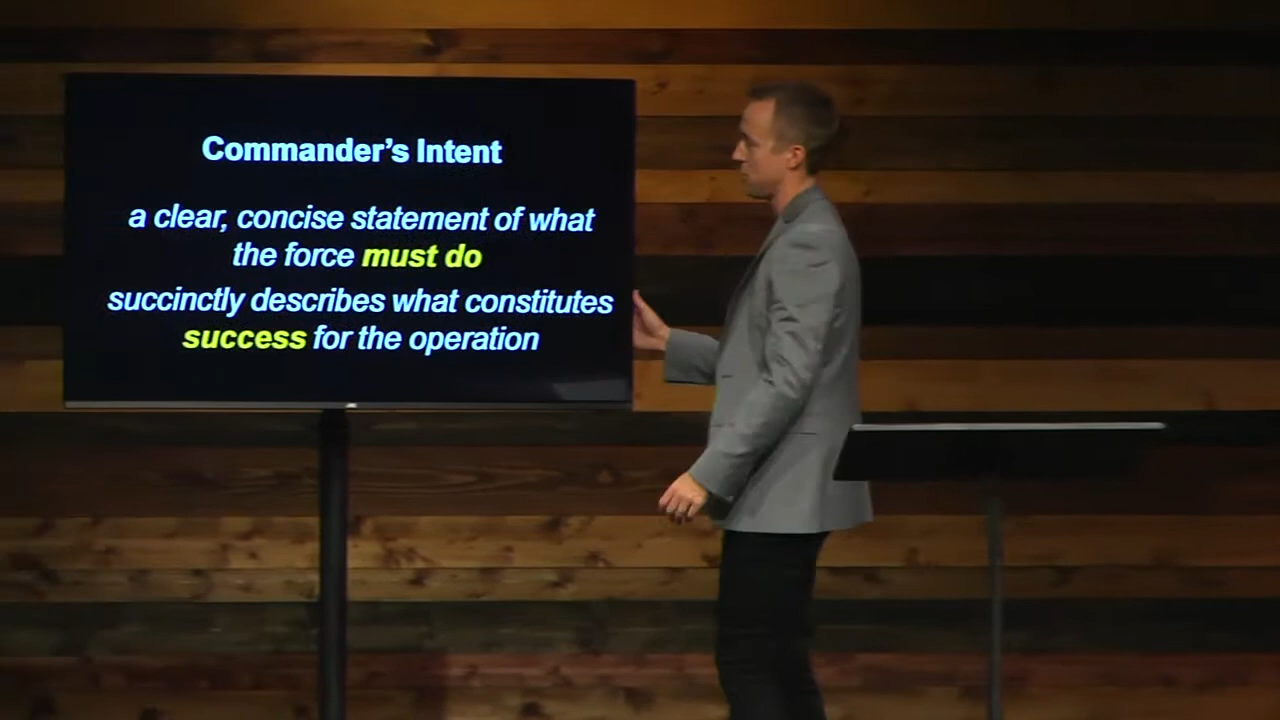 Commander's Intent
a clear, concise statement of what
the force must do
succinctly describes what constitutes
success for the operation